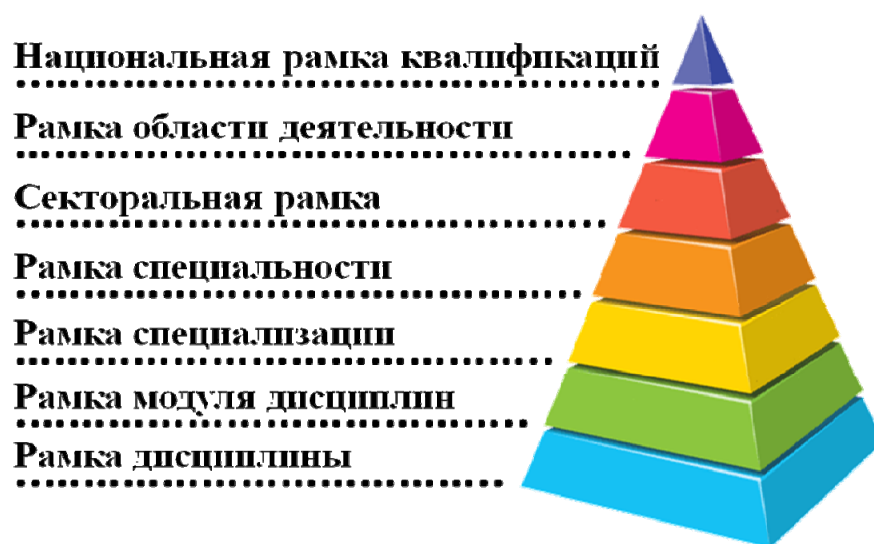 Национальная рамка квалификаций
Рамка области деятельности
Секторальная рамка
Рамка специальности
Рамка специализации
Рамка модуля дисциплин
Рамка дисциплины